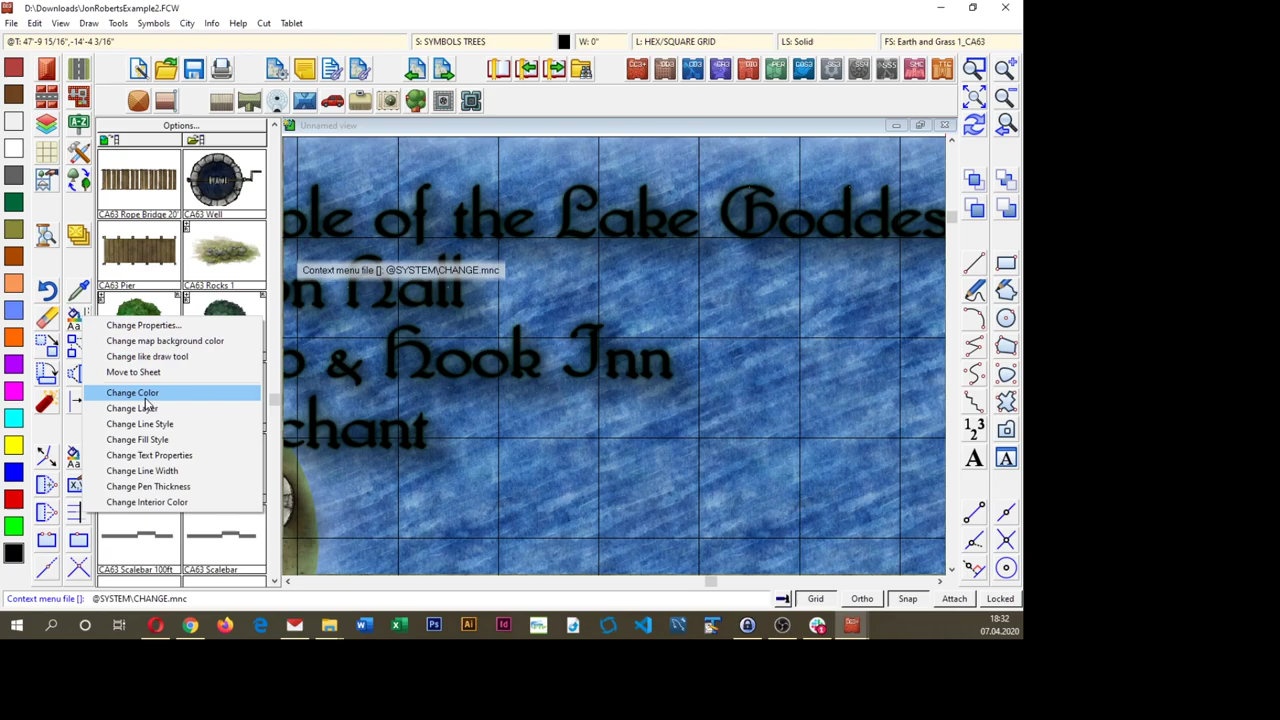 D:\Downloads\JonRobertsExample2.FCW
File Edit View Draw Tools Symbols City Info Help Cut Tablet
@T: 47'-9 15/16",-14'-4 3/16"
S: SYMBOLS TREES
W: 0"
L: HEX/SQUARE GRID
LS: Solid
FS: Earth and Grass 1_CA63
Options...
Unnamed view
CA63 Rope Bridge 20'
CA63 Well
CA63 Pier
CA63 Rocks 1
ple of the Lake Goddes
Context menu file []: @SYSTEM\CHANGE.mnc
on Hall
& Hook Inn
chant
Change Properties...
Change map background color
Change like draw tool
Move to Sheet
Change Color
Change Layer
Change Line Style
Change Fill Style
Change Text Properties
Change Line Width
Change Pen Thickness
Change Interior Color
CA63 Scalebar 100ft
CA63 Scalebar
Context menu file []: @SYSTEM\CHANGE.mnc
Grid Ortho Snap Attach Locked
18:32
07.04.2020